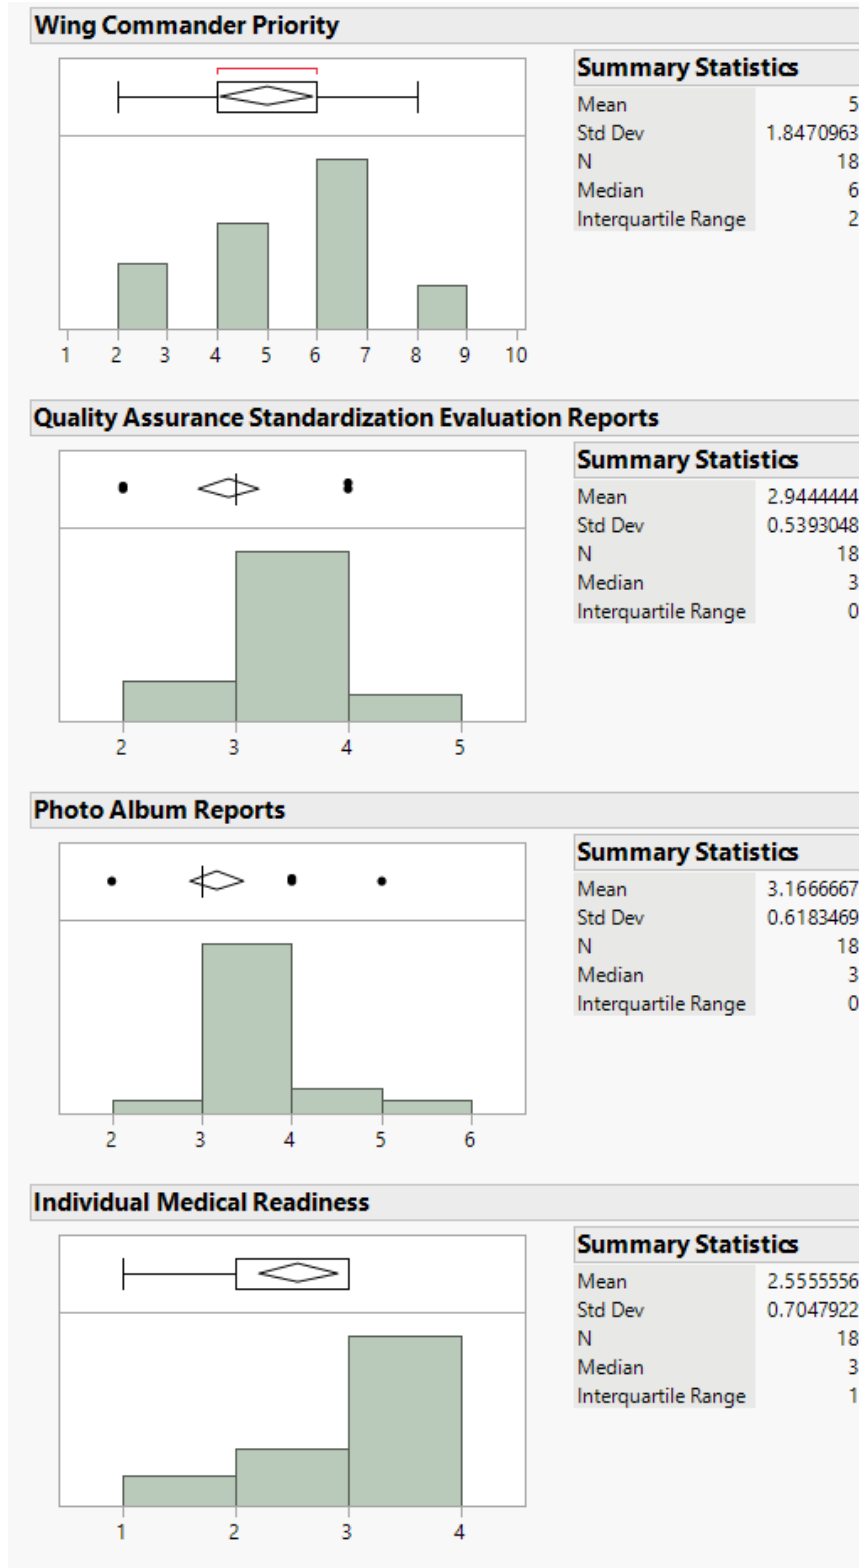 Wing Commander Priority
Summary Statistics
Mean 5
Std Dev 1.8470963
N 18
Median 6
Interquartile Range 2
1 2 3 4 5 6 7 8 9 10
Quality Assurance Standardization Evaluation Reports
Summary Statistics
Mean 2.9444444
Std Dev 0.5393048
N 18
Median 3
Interquartile Range 0
2 3 4 5
Photo Album Reports
Summary Statistics
Mean 3.1666667
Std Dev 0.6183469
N 18
Median 3
Interquartile Range 0
2 3 4 5 6
Individual Medical Readiness
Summary Statistics
Mean 2.5555556
Std Dev 0.7047922
N 18
Median 3
Interquartile Range 1
1 2 3 4